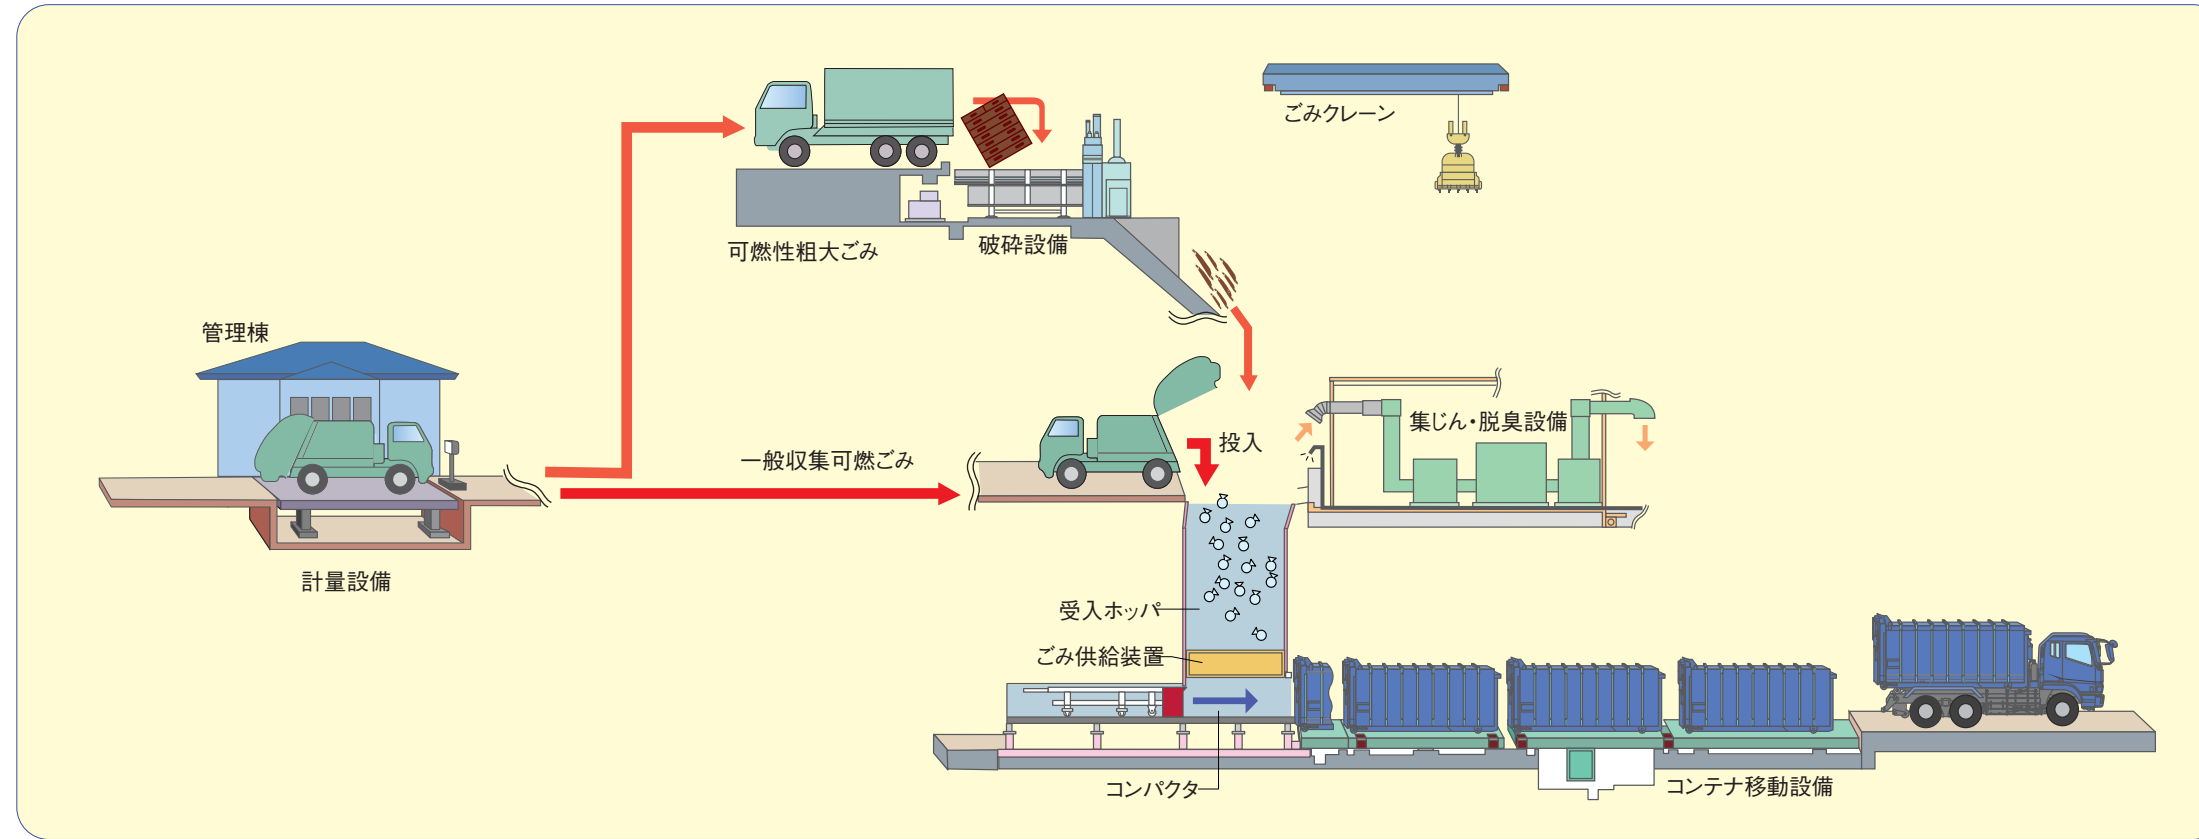 ごみクレーン
可燃性粗大ごみ
破砕設備
管理棟
集じん・脱臭設備
投入
一般収集可燃ごみ
計量設備
受入ホッパ
ごみ供給装置
コンパクタ
コンテナ移動設備